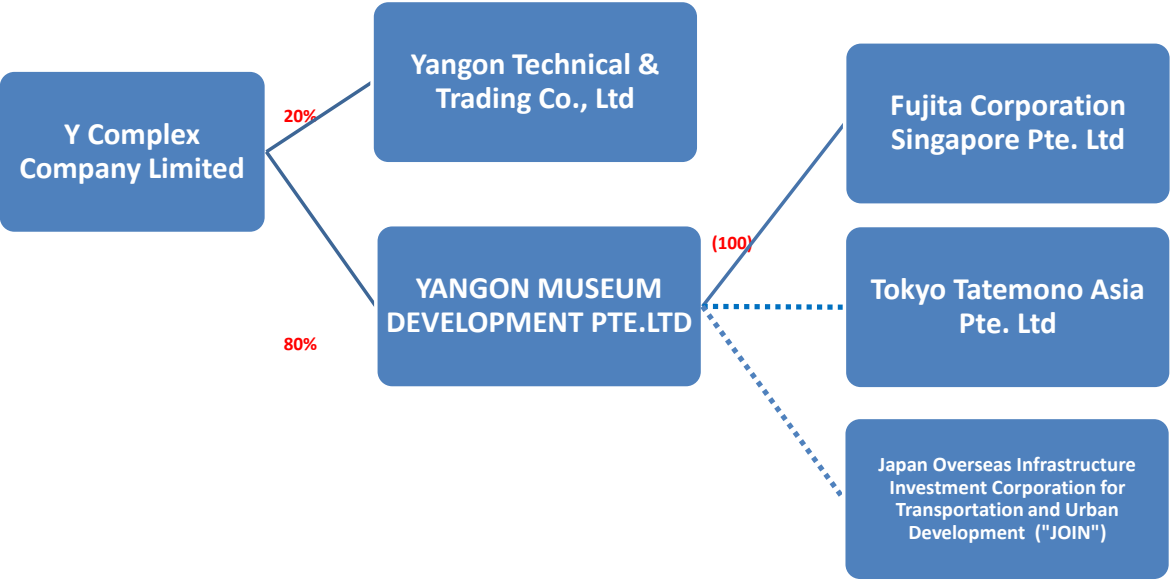 Y Complex
Company Limited
20%
80%
Yangon Technical &
Trading Co., Ltd
YANGON MUSEUM
DEVELOPMENT PTE.LTD
(100)
Fujita Corporation
Singapore Pte. Ltd
Tokyo Tatemono Asia
Pte. Ltd
Japan Overseas Infrastructure
Investment Corporation for
Transportation and Urban
Development ("JOIN")